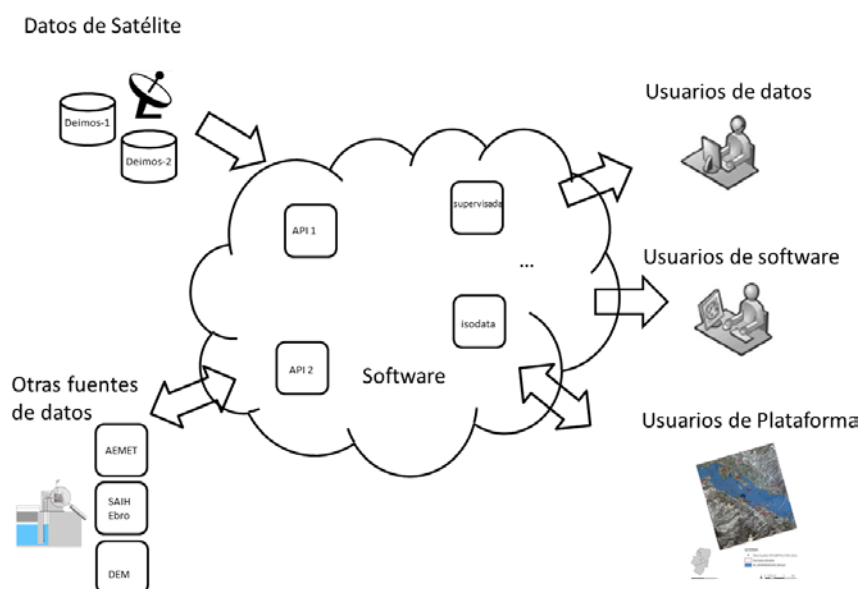 Datos de Satélite
Deimos-1
Deimos-2
Usuarios de datos
supervisada
API 1
...
Usuarios de software
isodata
API 2
Software
Otras fuentes
de datos
Usuarios de Plataforma
AEMET
SAIH
Ebro
DEM